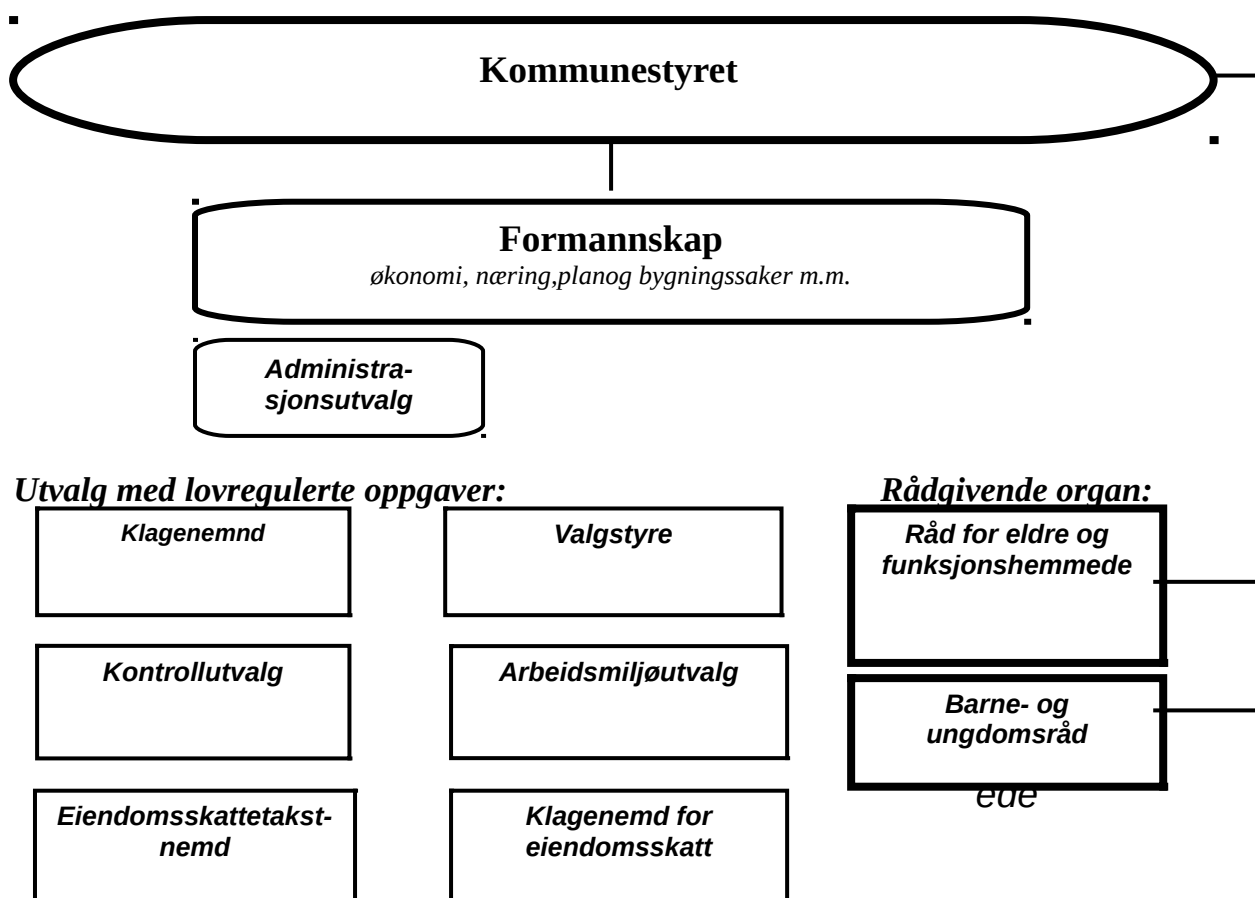 Kommunestyret
Formannskap
økonomi, næring,planog bygningssaker m.m.
Administra-
sjonsutvalg
Utvalg med lovregulerte oppgaver:
Klagenemnd
Valgstyre
Kontrollutvalg
Arbeidsmiljøutvalg
Eiendomsskattetakst-
nemd
Klagenemd for
eiendomsskatt
Rådgivende organ:
Råd for eldre og
funksjonshemmede
Barne- og
ungdomsråd
ede